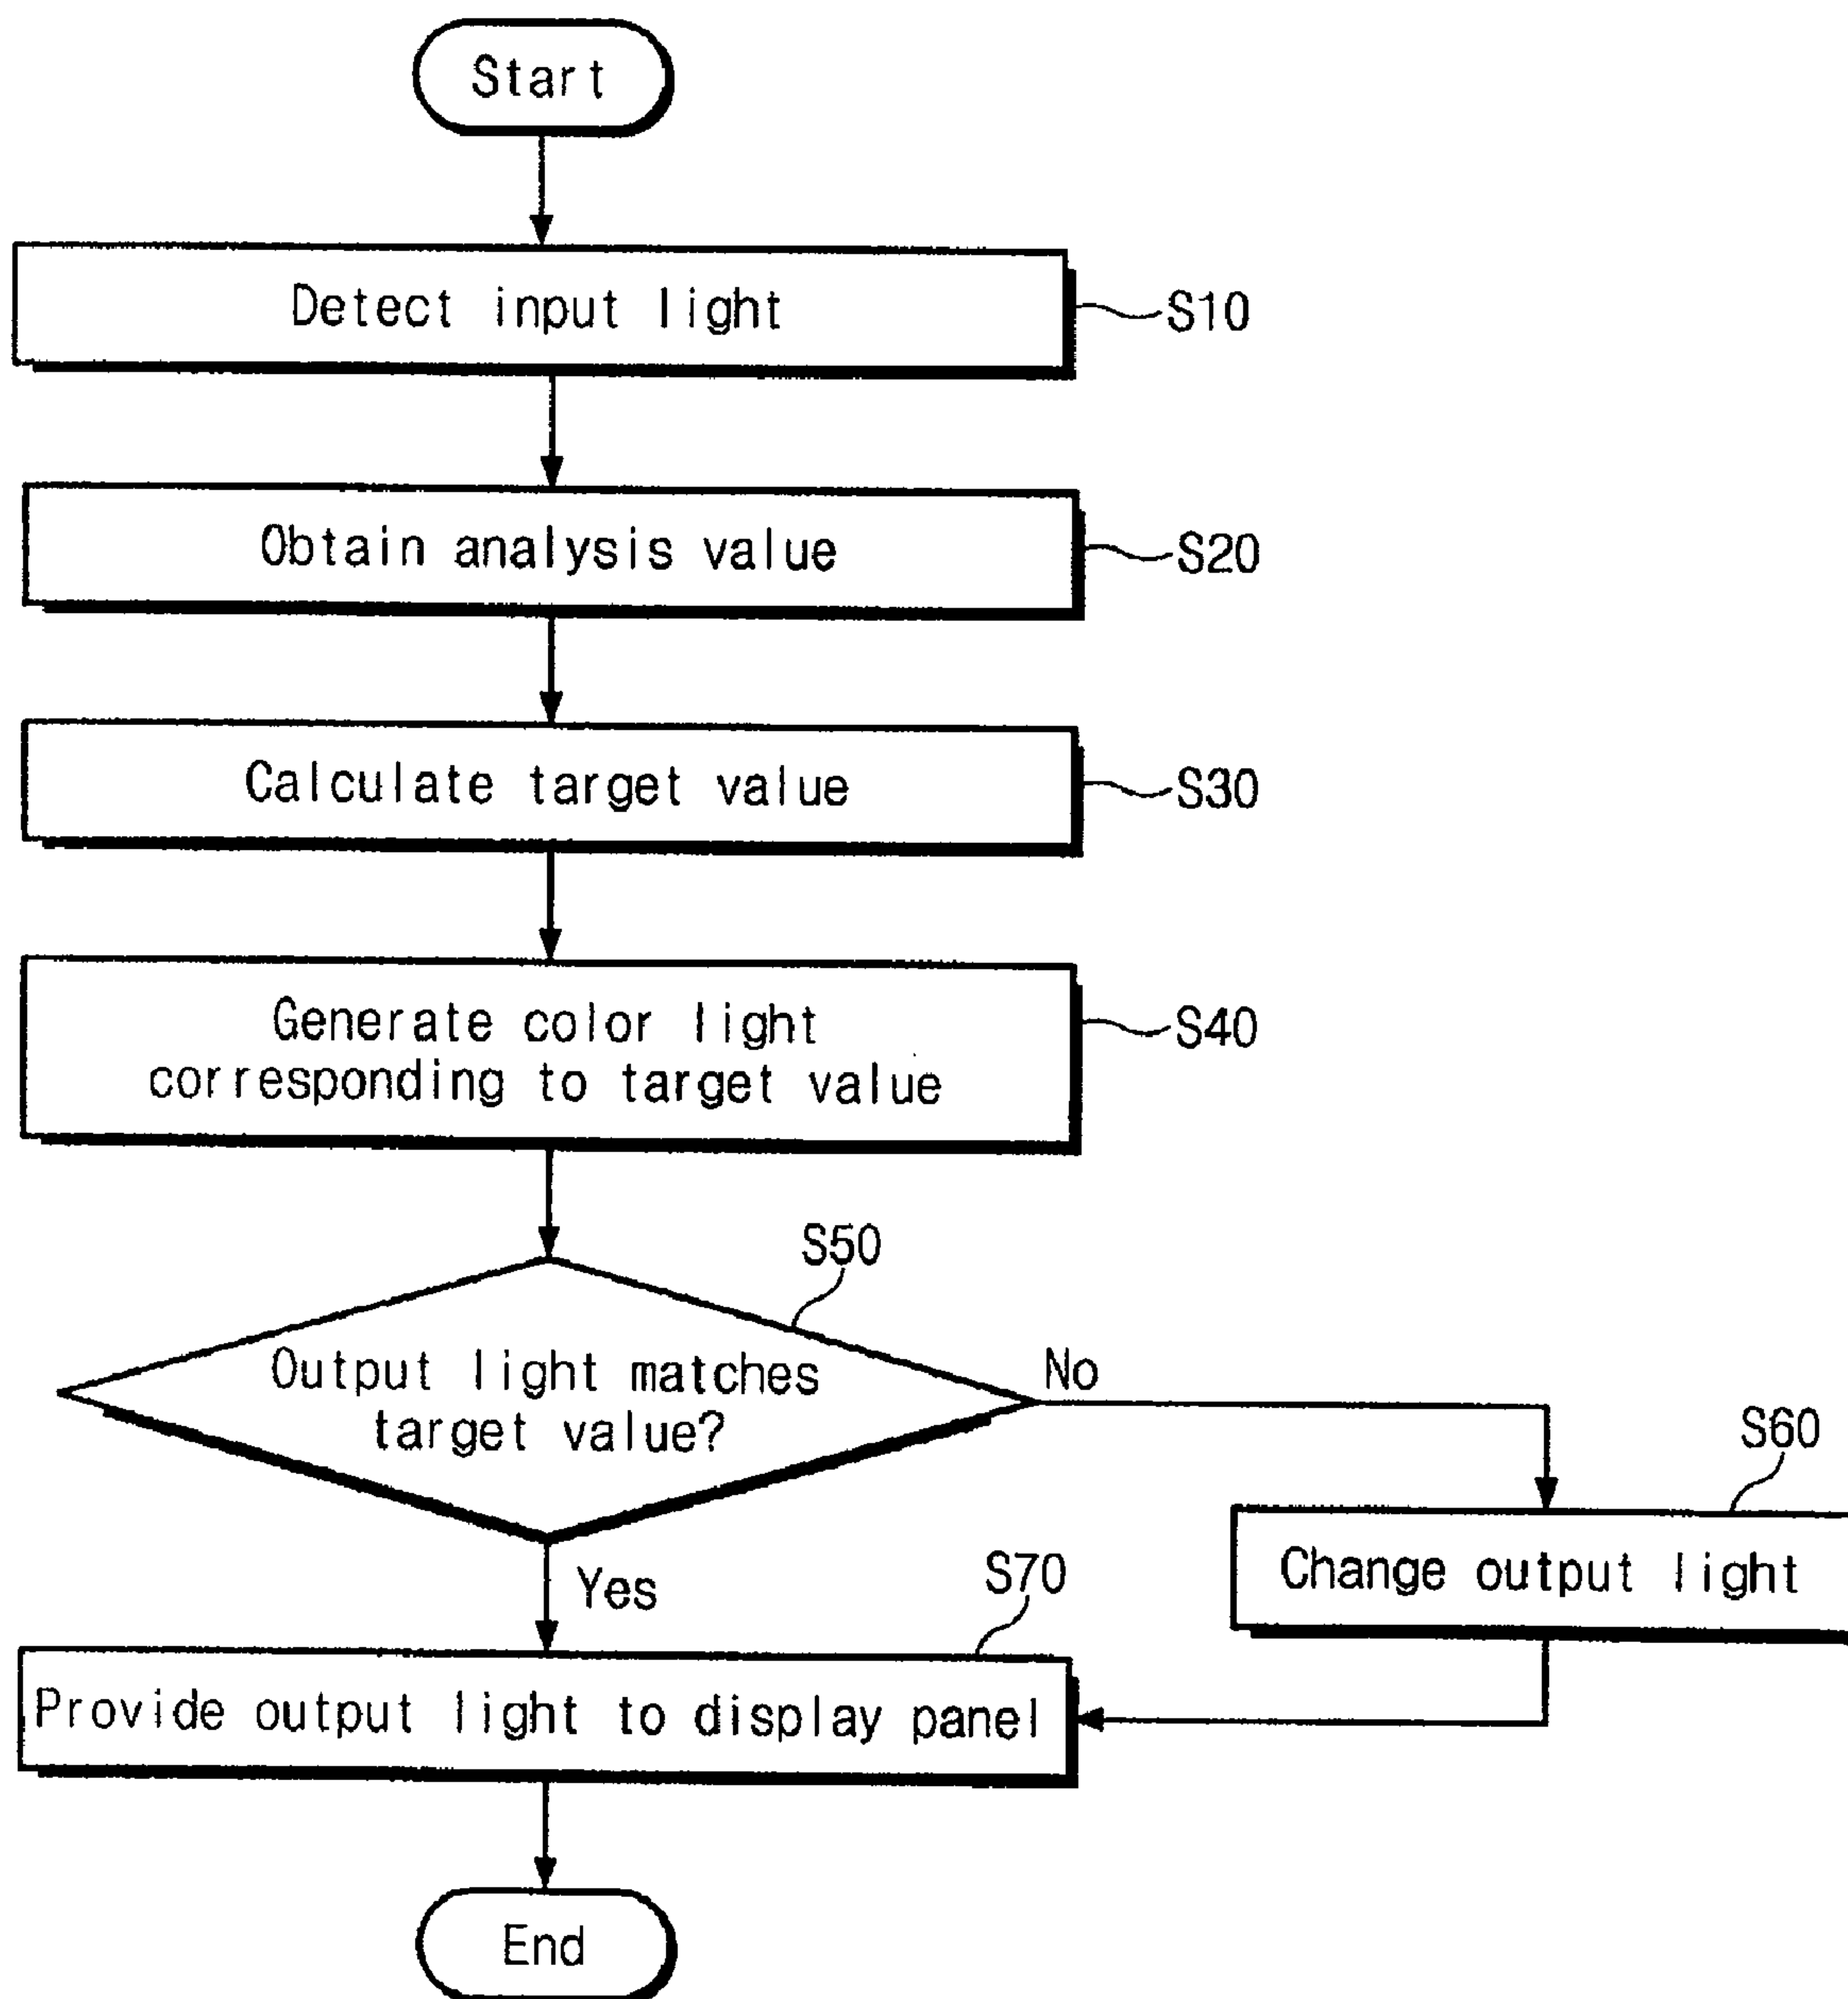 Start
Detect input light
S10
Obtain analysis value
S20
Calculate target value
S30
Generate color light
corresponding to target value
S40
S50
Output light matches
target value?
No
S60
Change output light
Yes
S70
Provide output light to display panel
End